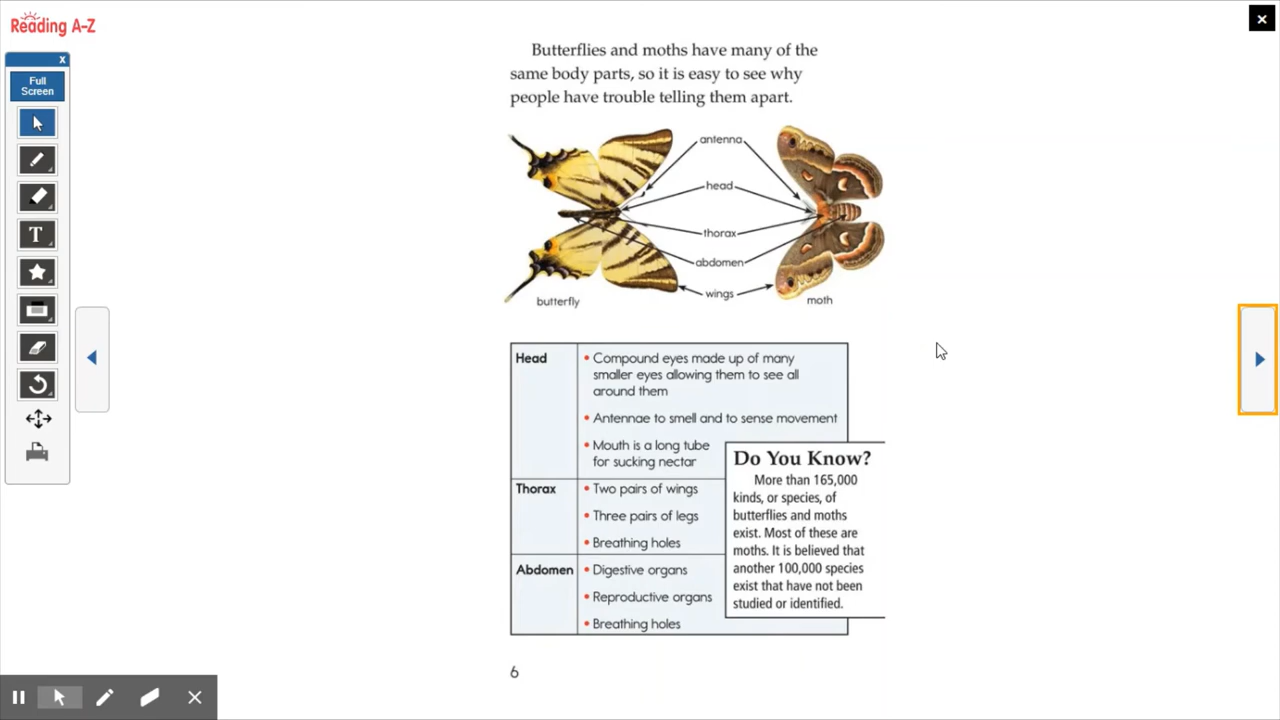 Reading A-Z
x
Full
Screen
T
Butterflies and moths have many of the
same body parts, so it is easy to see why
people have trouble telling them apart.
antenna
head
thorax
abdomen
wings
butterfly
moth
Head
• Compound eyes made up of many
smaller eyes allowing them to see all
around them
• Antennae to smell and to sense movement
• Mouth is a long tube
for sucking nectar
Thorax
• Two pairs of wings
• Three pairs of legs
• Breathing holes
Abdomen
• Digestive organs
• Reproductive organs
• Breathing holes
Do You Know?
More than 165,000
kinds, or species, of
butterflies and moths
exist. Most of these are
moths. It is believed that
another 100,000 species
exist that have not been
studied or identified.
6